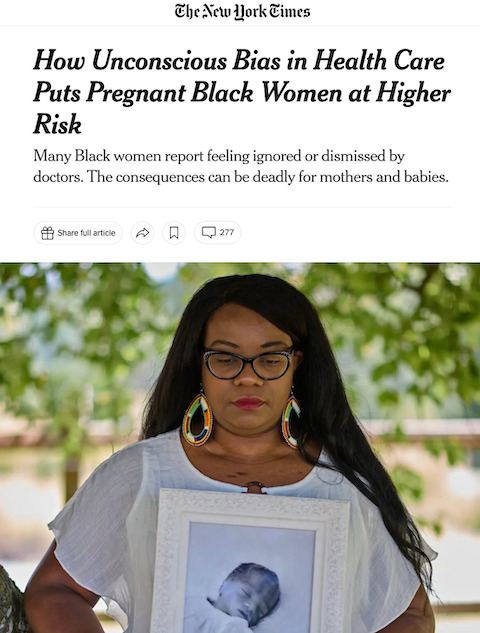 The New York Times
How Unconscious Bias in Health Care
Puts Pregnant Black Women at Higher
Risk
Many Black women report feeling ignored or dismissed by
doctors. The consequences can be deadly for mothers and babies.
Share full article
277